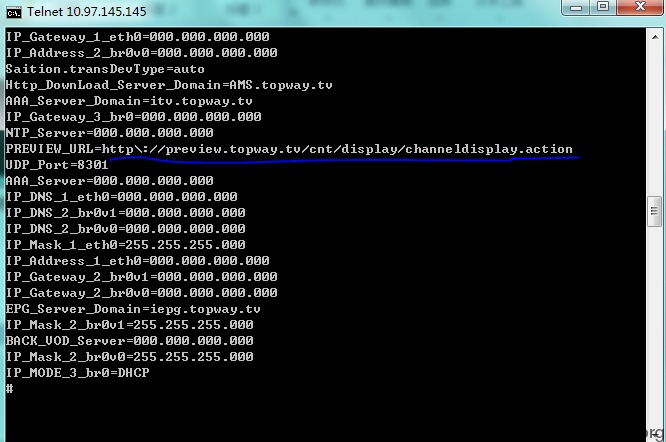 Telnet 10.97.145.145
IP_Gateway_1_eth0=000.000.000.000
IP_Address_2_br0v0=000.000.000.000
Saition.transDevType=auto
Http_DownLoad_Server_Domain=AMS.topway.tv
AAA_Server_Domain=itv.topway.tv
IP_Gateway_3_br0=000.000.000.000
NTP_Server=000.000.000.000
PREVIEW_URL=http\://preview.topway.tv/cnt/display/channeldisplay.action
UDP_Port=8301
AAA_Server=000.000.000.000
IP_DNS_1_eth0=000.000.000.000
IP_DNS_2_br0v1=000.000.000.000
IP_DNS_2_br0v0=000.000.000.000
IP_Mask_1_eth0=255.255.255.000
IP_Address_1_eth0=000.000.000.000
IP_Gateway_2_br0v1=000.000.000.000
IP_Gateway_2_br0v0=000.000.000.000
EPG_Server_Domain=iepg.topway.tv
IP_Mask_2_br0v1=255.255.255.000
BACK_VOD_Server=000.000.000.000
IP_Mask_2_br0v0=255.255.255.000
IP_MODE_3_br0=DHCP
#